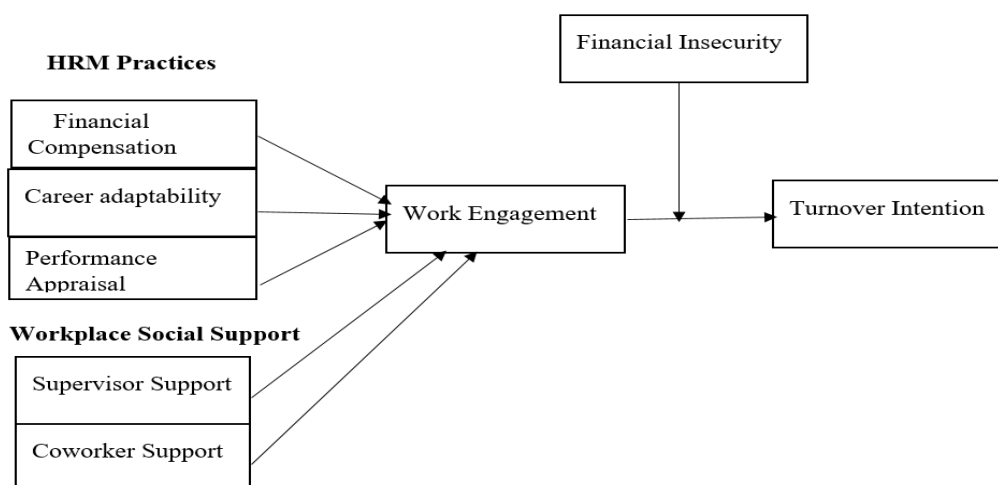 Financial Insecurity
HRM Practices
Financial
Compensation
Career adaptability
Performance
Appraisal
Work Engagement
Turnover Intention
Workplace Social Support
Supervisor Support
Coworker Support